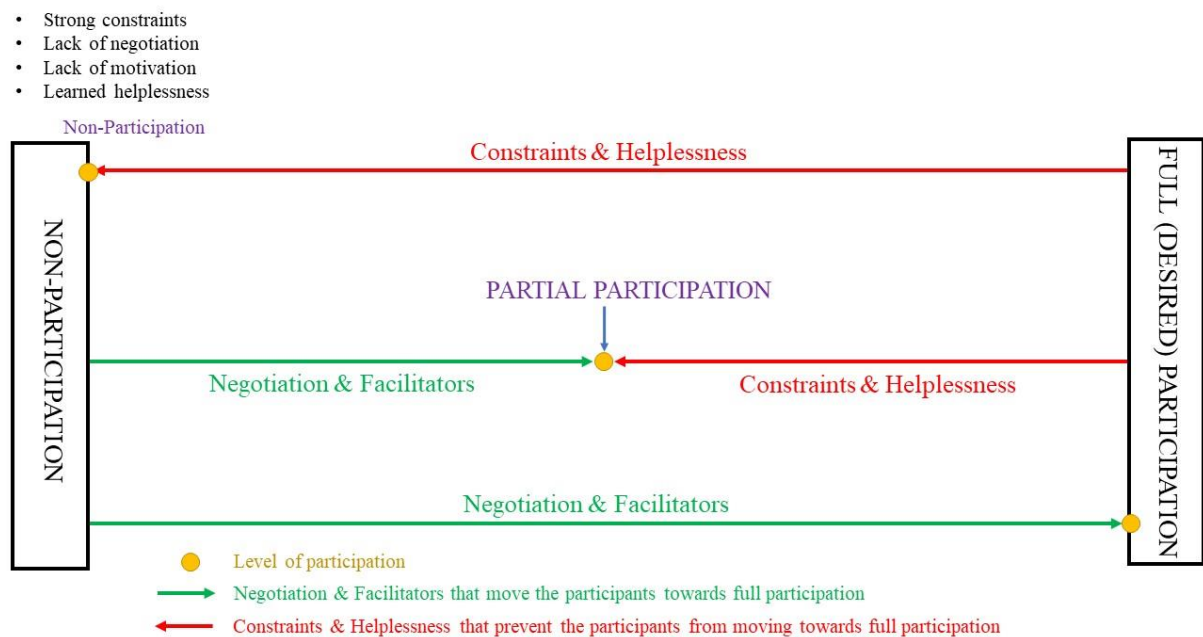 • Strong constraints
• Lack of negotiation
• Lack of motivation
• Learned helplessness
Non-Participation
Constraints & Helplessness
NON-PARTICIPATION
FULL (DESIRED) PARTICIPATION
PARTIAL PARTICIPATION
Negotiation & Facilitators
Constraints & Helplessness
Negotiation & Facilitators
Level of participation
Negotiation & Facilitators that move the participants towards full participation
Constraints & Helplessness that prevent the participants from moving towards full participation